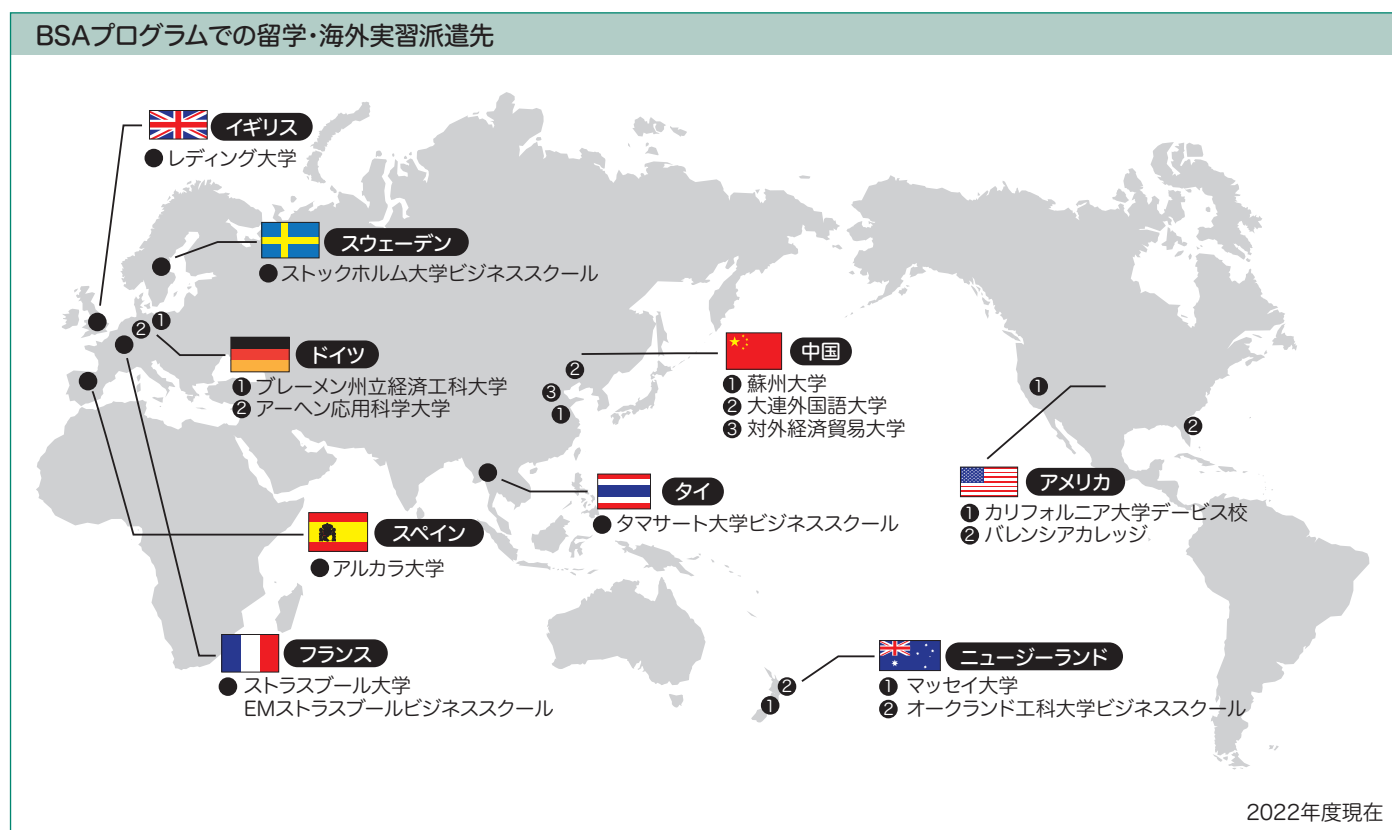 BSAプログラムでの留学・海外実習派遣先
イギリス
●レディング大学
スウェーデン
●ストックホルム大学ビジネススクール
ドイツ
❶ ブレーメン州立経済工科大学
❷ アーヘン応用科学大学
中国
❶ 蘇州大学
❷ 大連外国語大学
❸ 対外経済貿易大学
アメリカ
❶ カリフォルニア大学デービス校
❷ バレンシアカレッジ
タイ
●タマサート大学ビジネススクール
スペイン
●アルカラ大学
フランス
●ストラスブール大学
EMストラスブールビジネススクール
ニュージーランド
❶ マッセイ大学
❷ オークランド工科大学ビジネススクール
❶
❷
❷
❸
❶
❶
❷
❷
❶
2022年度現在